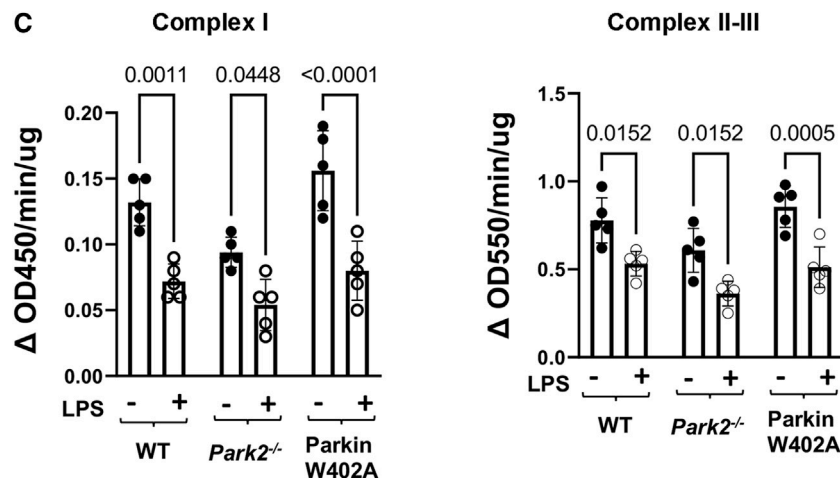 C
Complex I
0.0011 0.0448 <0.0001
Δ OD450/min/ug
0.20
0.15
0.10
0.05
0.00
LPS - + - + - +
WT Park2-/- Parkin
W402A
Complex II-III
0.0152 0.0152 0.0005
Δ OD550/min/ug
1.5
1.0
0.5
0.0
LPS - + - + - +
WT Park2-/- Parkin
W402A